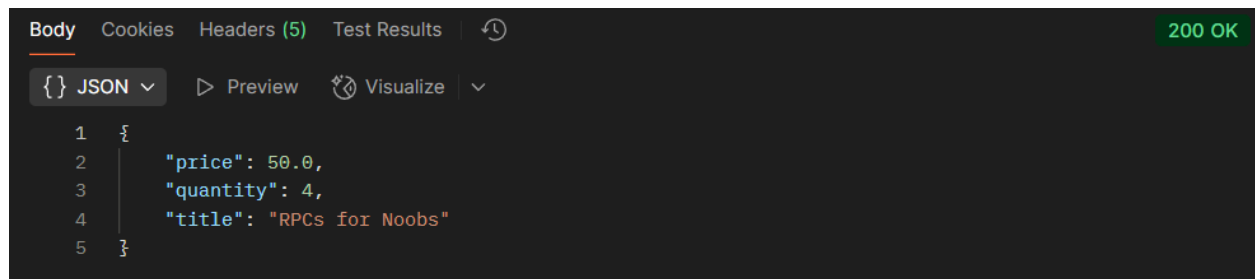 Body Cookies Headers (5) Test Results 200 OK
{} JSON Preview Visualize
1 {
2 "price": 50.0,
3 "quantity": 4,
4 "title": "RPCs for Noobs"
5 }